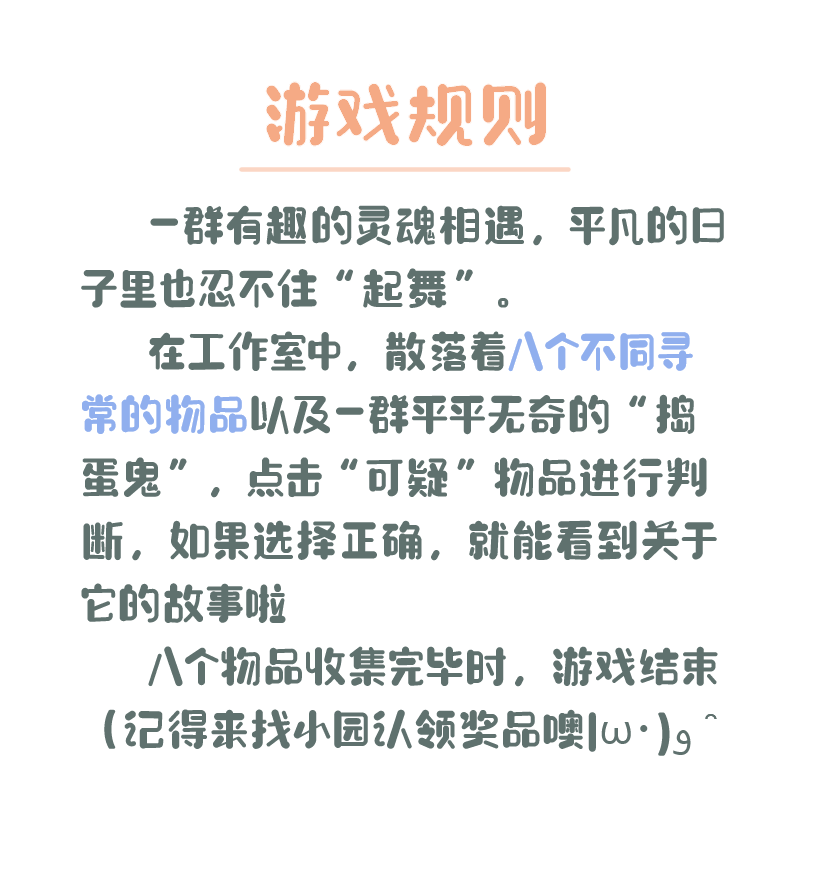 游戏规则
一群有趣的灵魂相遇，平凡的日
子里也忍不住“起舞”。
在工作室中，散落着八个不同寻
常的物品以及一群平平无奇的“捣
蛋鬼”，点击“可疑”物品进行判
断，如果选择正确，就能看到关于
它的故事啦
八个物品收集完毕时，游戏结束
（记得来找小园认领奖品噢|ω·)و ̂